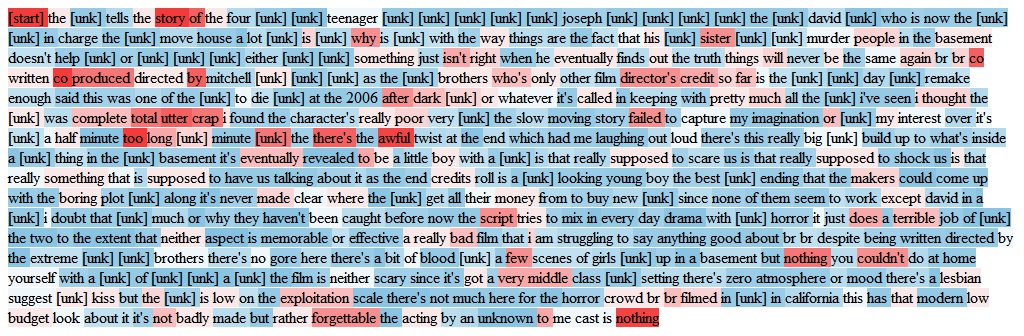 [start] the [unk] tells the story of the four [unk] [unk] teenager [unk] [unk] [unk] [unk] [unk] joseph [unk] [unk] [unk] [unk] the [unk] david [unk] who is now the [unk]
[unk] in charge the [unk] move house a lot [unk] is [unk] why is [unk] with the way things are the fact that his [unk] sister [unk] [unk] murder people in the basement
doesn't help [unk] or [unk] [unk] [unk] either [unk] [unk] something just isn't right when he eventually finds out the truth things will never be the same again br br co
written co produced directed by mitchell [unk] [unk] [unk] as the [unk] brothers who's only other film director's credit so far is the [unk] [unk] day [unk] remake
enough said this was one of the [unk] to die [unk] at the 2006 after dark [unk] or whatever it's called in keeping with pretty much all the [unk] i've seen i thought the
[unk] was complete total utter crap i found the character's really poor very [unk] the slow moving story failed to capture my imagination or [unk] my interest over it's
[unk] a half minute too long [unk] minute [unk] the there's the awful twist at the end which had me laughing out loud there's this really big [unk] build up to what's inside
a [unk] thing in the [unk] basement it's eventually revealed to be a little boy with a [unk] is that really supposed to scare us is that really supposed to shock us is that
really something that is supposed to have us talking about it as the end credits roll is a [unk] looking young boy the best [unk] ending that the makers could come up
with the boring plot [unk] along it's never made clear where the [unk] get all their money from to buy new [unk] since none of them seem to work except david in a
[unk] i doubt that [unk] much or why they haven't been caught before now the script tries to mix in every day drama with [unk] horror it just does a terrible job of [unk]
the two to the extent that neither aspect is memorable or effective a really bad film that i am struggling to say anything good about br br despite being written directed by
the extreme [unk] [unk] brothers there's no gore here there's a bit of blood [unk] a few scenes of girls [unk] up in a basement but nothing you couldn't do at home
yourself with a [unk] of [unk] [unk] a [unk] the film is neither scary since it's got a very middle class [unk] setting there's zero atmosphere or mood there's a lesbian
suggest [unk] kiss but the [unk] is low on the exploitation scale there's not much here for the horror crowd br br filmed in [unk] in california this has that modern low
budget look about it it's not badly made but rather forgettable the acting by an unknown to me cast is nothing